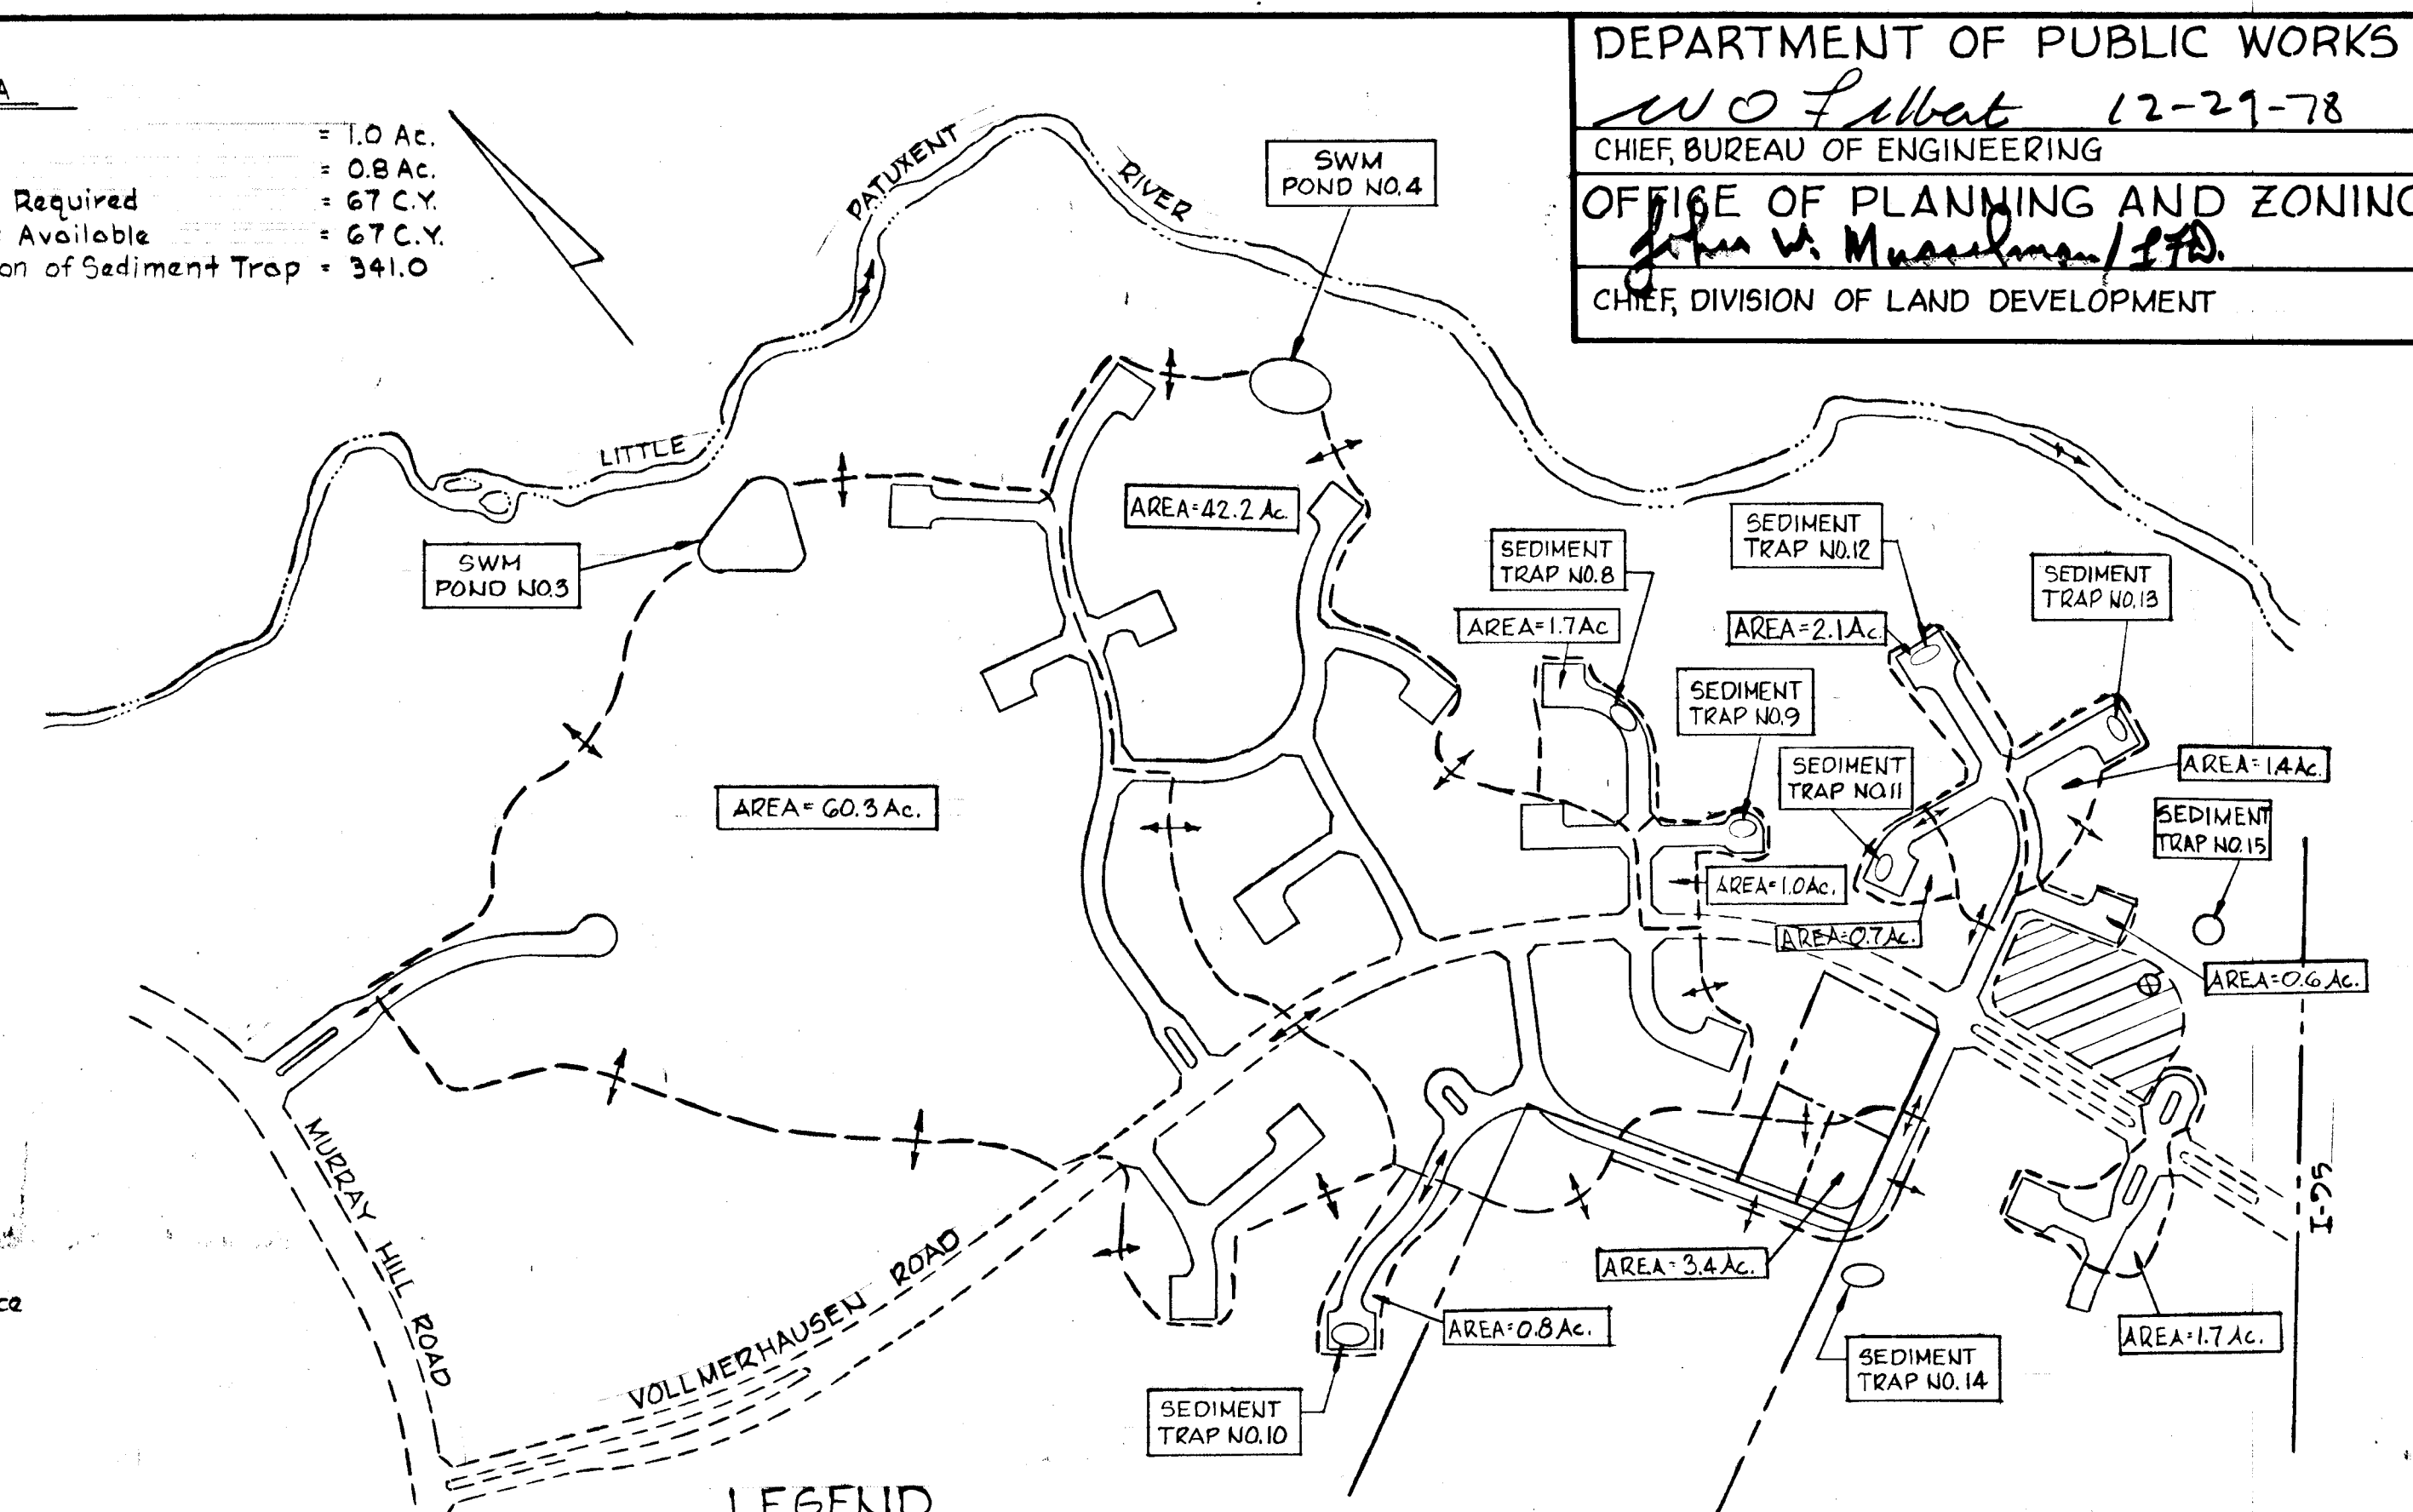 DEPARTMENT OF PUBLIC WORKS
12-29-78
CHIEF, BUREAU OF ENGINEERING
OFFICE OF PLANNING AND ZONING
John W. Musselman/
CHIEF, DIVISION OF LAND DEVELOPMENT
A
= 1.0 Ac.
= 0.8 Ac.
Required = 67 C.Y.
Available = 67 C.Y.
on of Sediment Trap = 341.0
LITTLE
PATUXENT
RIVER
SWM
POND NO.4
SWM
POND NO.3
AREA=42.2 Ac.
AREA= 60.3 Ac.
SEDIMENT
TRAP NO.8
AREA=1.7Ac
SEDIMENT
TRAP NO.12
AREA=2.1Ac.
SEDIMENT
TRAP NO.13
SEDIMENT
TRAP NO.9
SEDIMENT
TRAP NO.11
AREA=1.4Ac.
SEDIMENT
TRAP NO.15
AREA=1.0Ac.
AREA=0.7Ac.
AREA=0.6 Ac.
I-95
MURRAY HILL ROAD
VOLLMERHAUSEN ROAD
AREA=3.4Ac.
AREA=0.8Ac.
AREA=1.7Ac.
SEDIMENT
TRAP NO.14
SEDIMENT
TRAP NO.10
ce
LEGEND